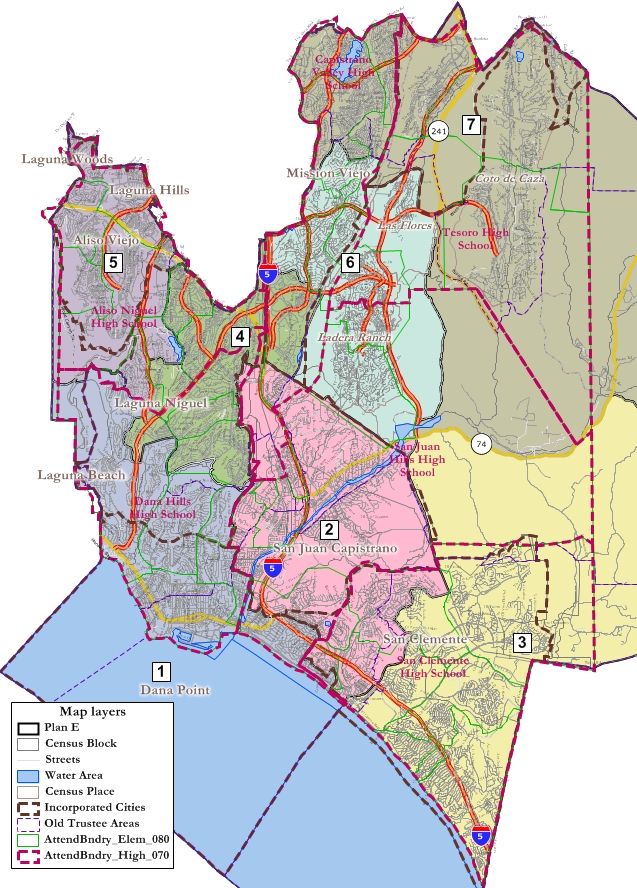 Capistrano
Valley High
School
7
241
Laguna Woods
Mission Viejo
Coto de Caza
Laguna Hills
Las Flores
Tesoro High
School
Aliso Viejo
5
5
6
Aliso Niguel
High School
4
Ladera Ranch
Laguna Niguel
74
San Juan
Hills High
School
Laguna Beach
Dana Hills
High School
2
San Juan Capistrano
5
San Clemente
3
San Clemente
High School
1
Dana Point
Map layers
Plan E
Census Block
Streets
Water Area
Census Place
Incorporated Cities
Old Trustee Areas
AttendBndry_Elem_080
AttendBndry_High_070
5